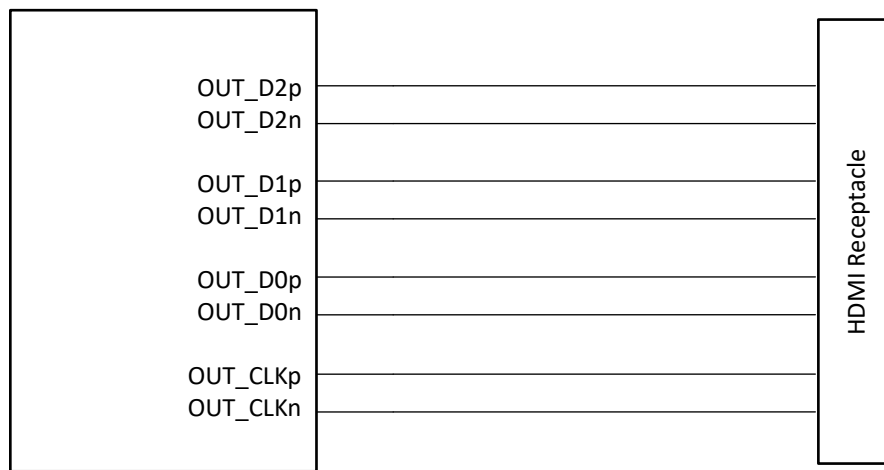 OUT_D2p
OUT_D2n
OUT_D1p
OUT_D1n
OUT_D0p
OUT_D0n
OUT_CLKp
OUT_CLKn
HDMI Receptacle